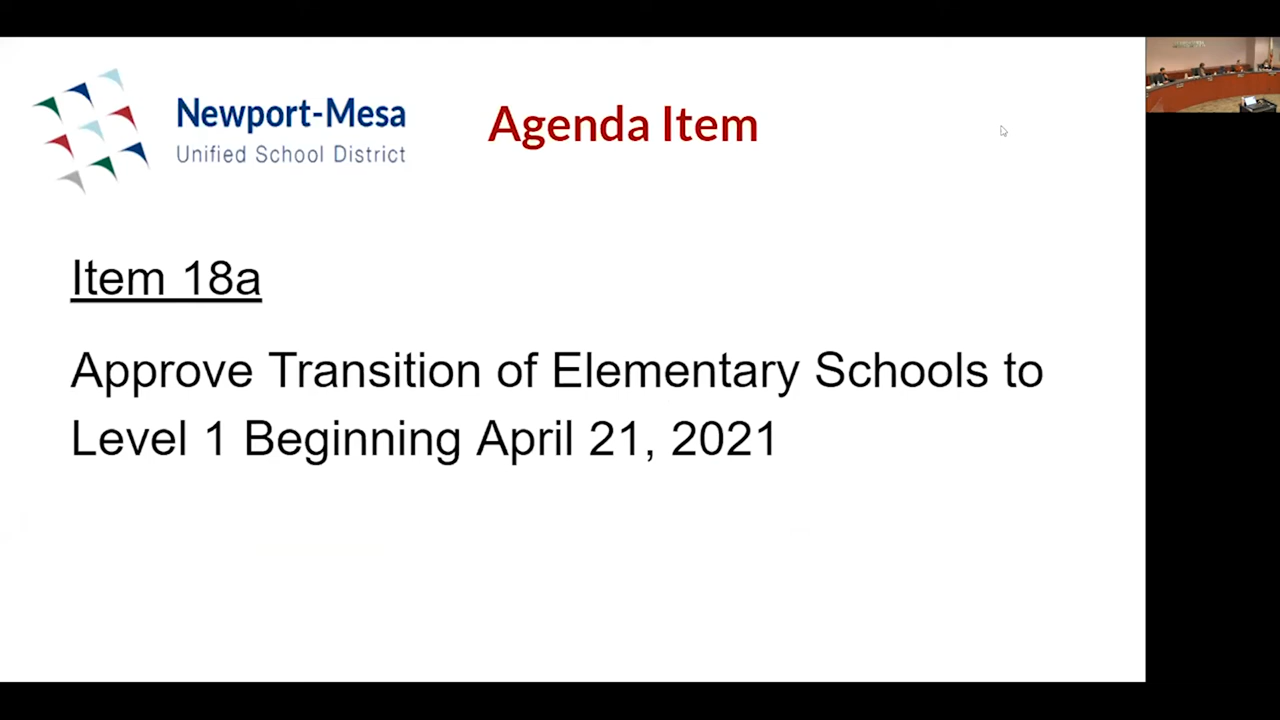 Newport-Mesa
Unified School District
Agenda Item
Item 18a
Approve Transition of Elementary Schools to
Level 1 Beginning April 21, 2021